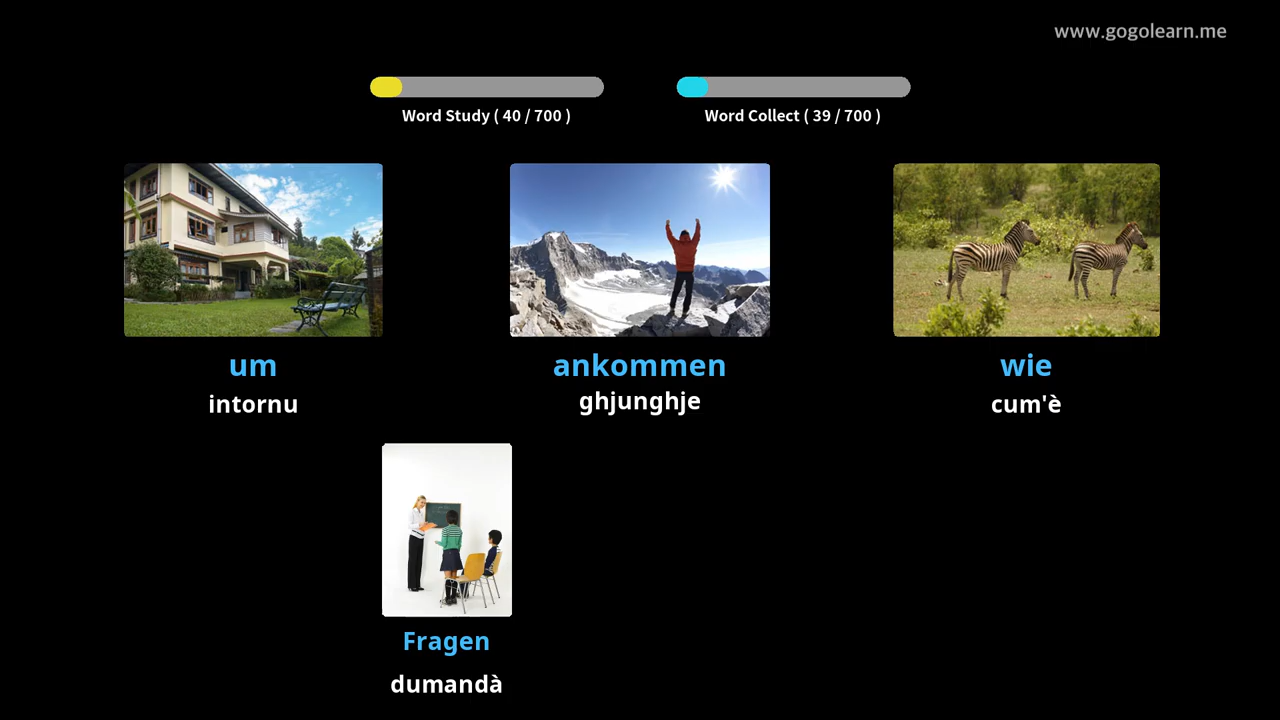 www.gogolearn.me
Word Study ( 40 / 700 )
Word Collect ( 39 / 700 )
um
intornu
ankommen
ghjunghje
wie
cum'è
Fragen
dumandà